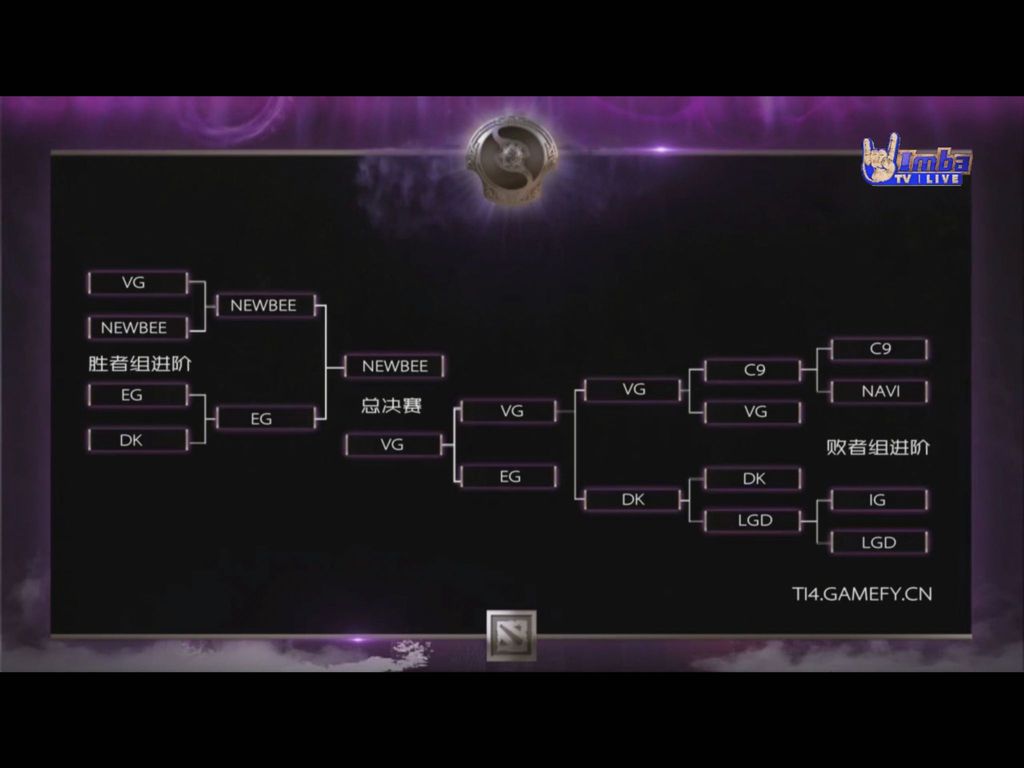 Imba
TV LIVE
VG
NEWBEE
NEWBEE
胜者组进阶
EG
EG
DK
NEWBEE
总决赛
VG
VG
EG
VG
DK
C9
VG
C9
NAVI
败者组进阶
DK
LGD
IG
LGD
TI4.GAMEFY.CN